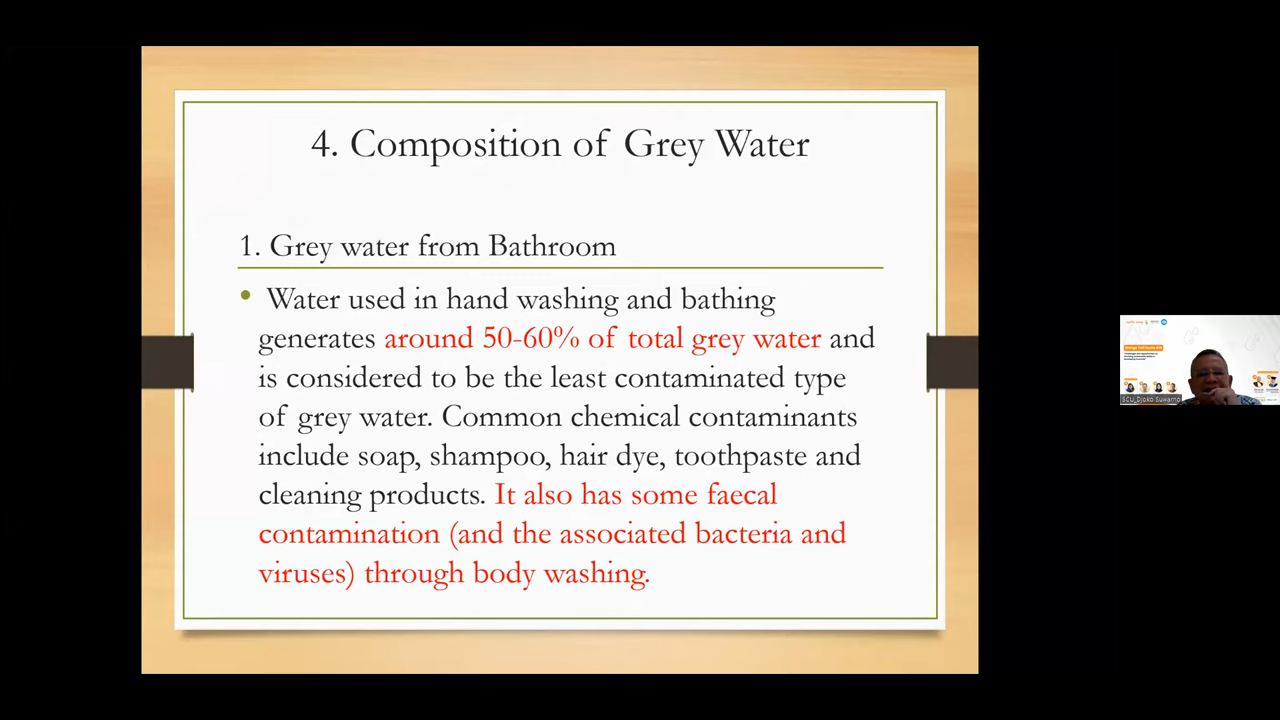 4. Composition of Grey Water
1. Grey water from Bathroom
• Water used in hand washing and bathing
generates around 50-60% of total grey water and
is considered to be the least contaminated type
of grey water. Common chemical contaminants
include soap, shampoo, hair dye, toothpaste and
cleaning products. It also has some faecal
contamination (and the associated bacteria and
viruses) through body washing.
SCU_Djoko Suwarno